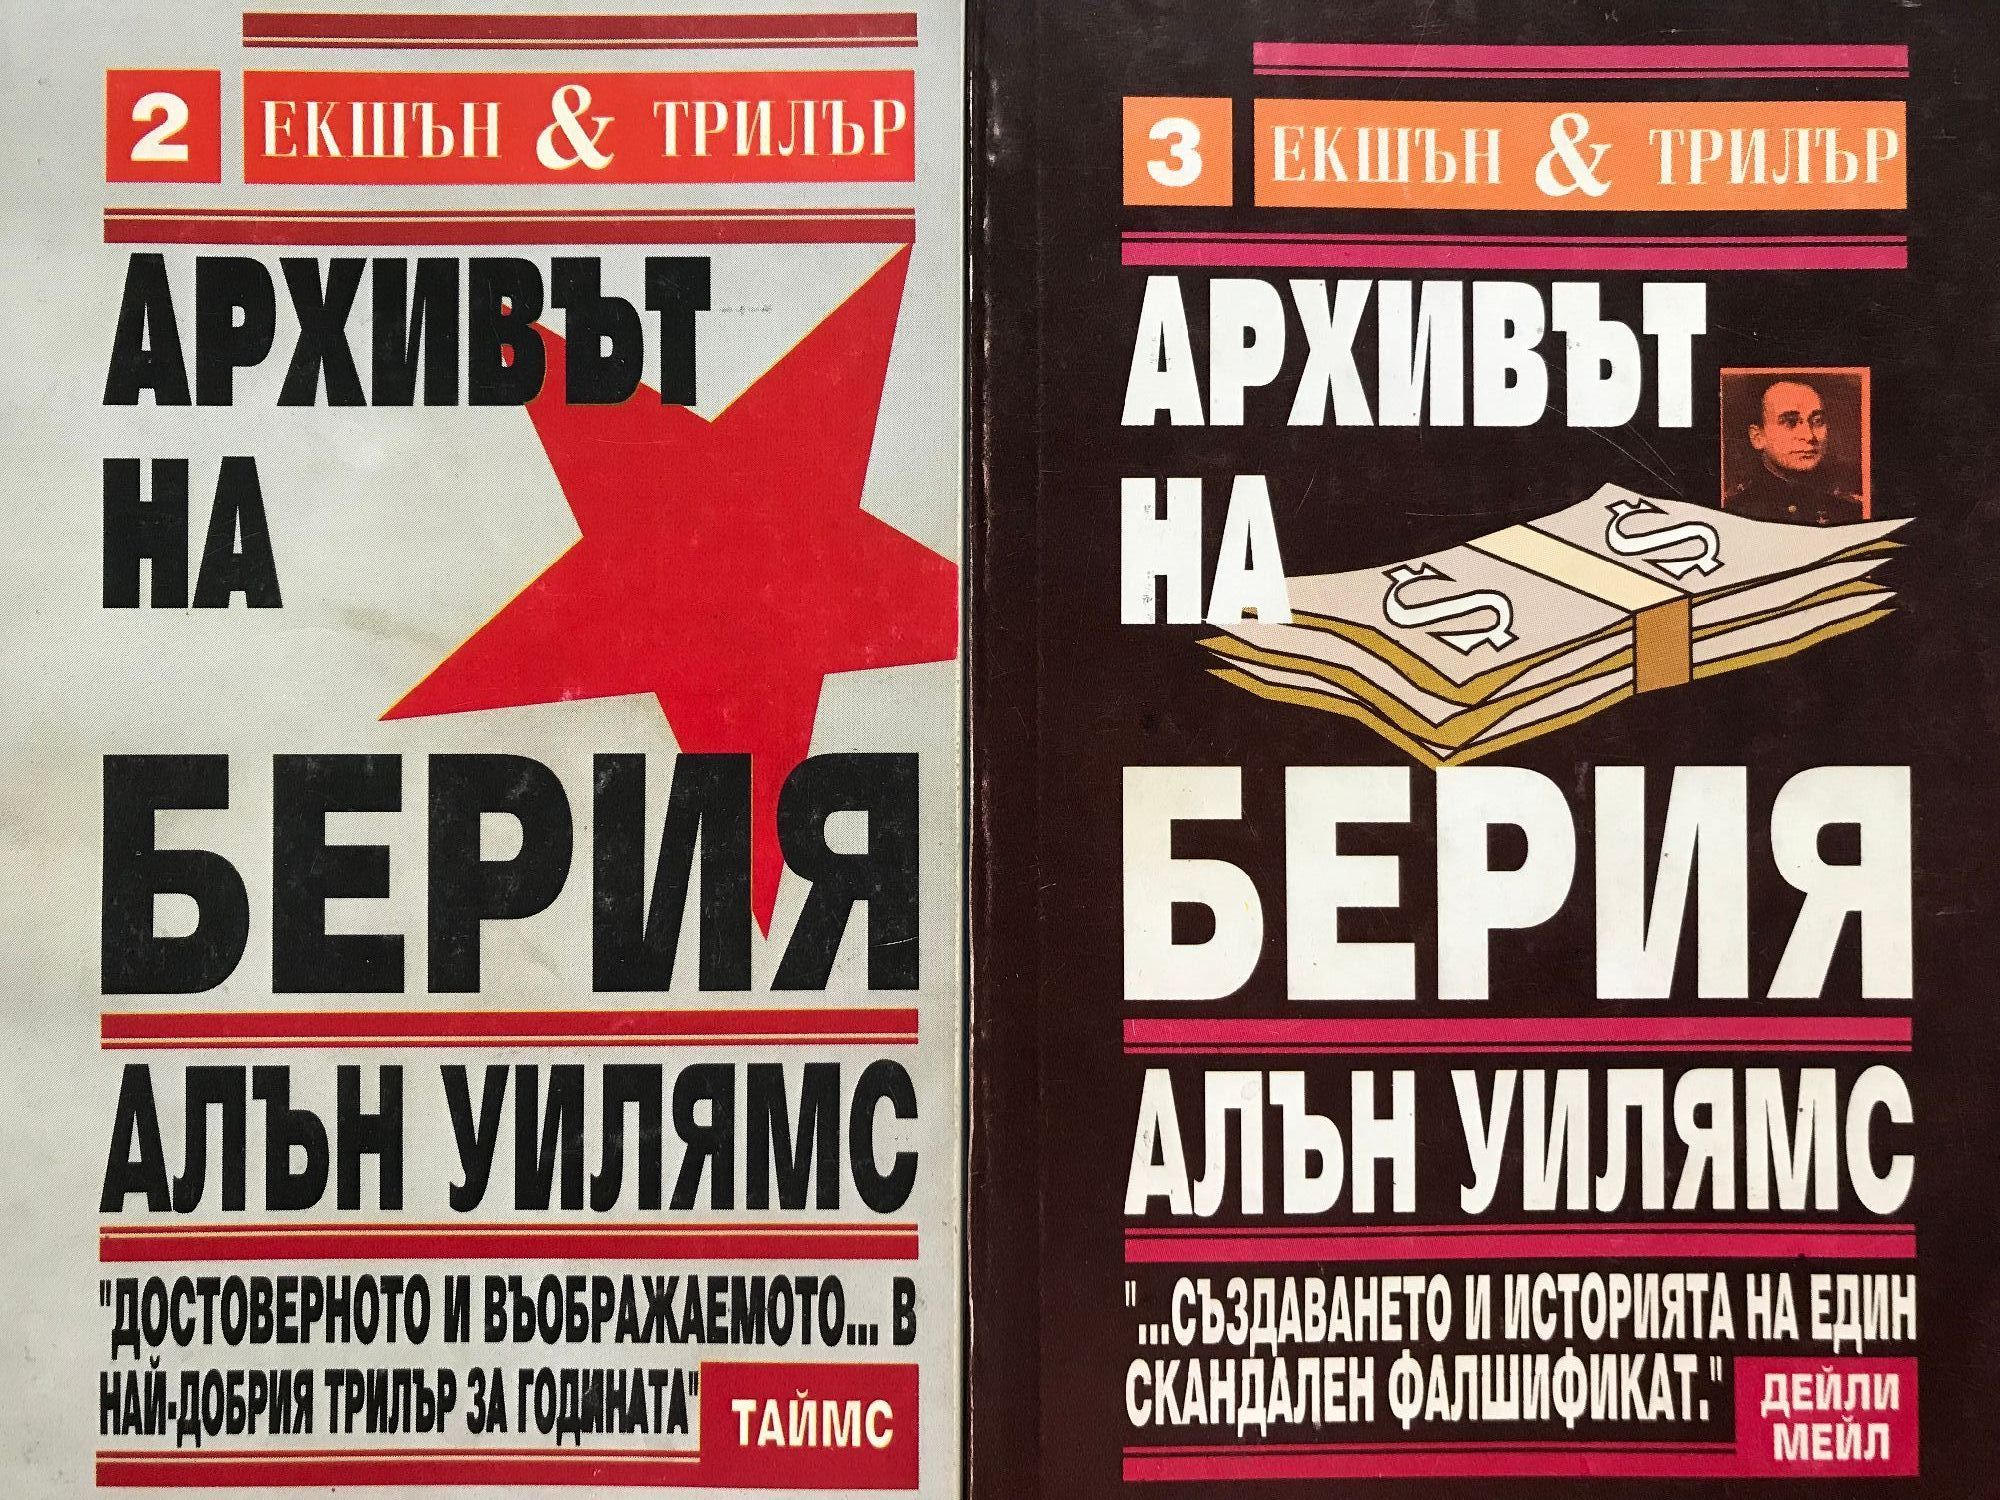 2 ЕКШЪН & ТРИЛЪР
АРХИВЪТ
НА
БЕРИЯ
АЛЪН УИЛЯМС
"ДОСТОВЕРНОТО И ВЪОБРАЖАЕМОТО... В
НАЙ-ДОБРИЯ ТРИЛЪР ЗА ГОДИНАТА"
ТАЙМС
3 ЕКШЪН & ТРИЛЪР
АРХИВЪТ
НА
$ $
БЕРИЯ
АЛЪН УИЛЯМС
"...СЪЗДАВАНЕТО И ИСТОРИЯТА НА ЕДИН
СКАНДАЛЕН ФАЛШИФИКАТ."
ДЕЙЛИ
МЕЙЛ